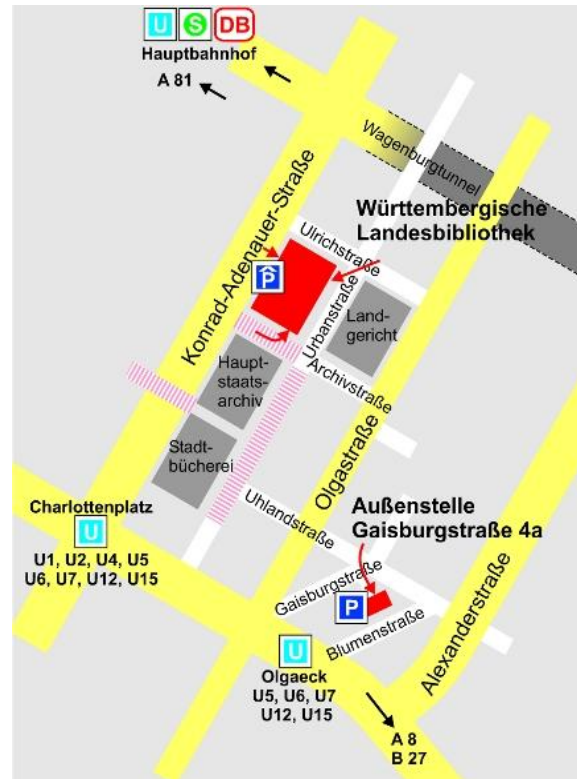 U S DB
Hauptbahnhof
A 81
Wagenburgtunnel
Württembergische
Landesbibliothek
Konrad-Adenauer-Straße
Ulrichstraße
P
Urbanstraße
Land-
gericht
Haupt-
staats-
archiv
Archivstraße
Stadt-
bücherei
Olgastraße
Uhlandstraße
Charlottenplatz
U
U1, U2, U4, U5
U6, U7, U12, U15
Außenstelle
Gaisburgstraße 4a
Gaisburgstraße
P
Blumenstraße
Alexanderstraße
U
Olgaeck
U5, U6, U7
U12, U15
A 8
B 27